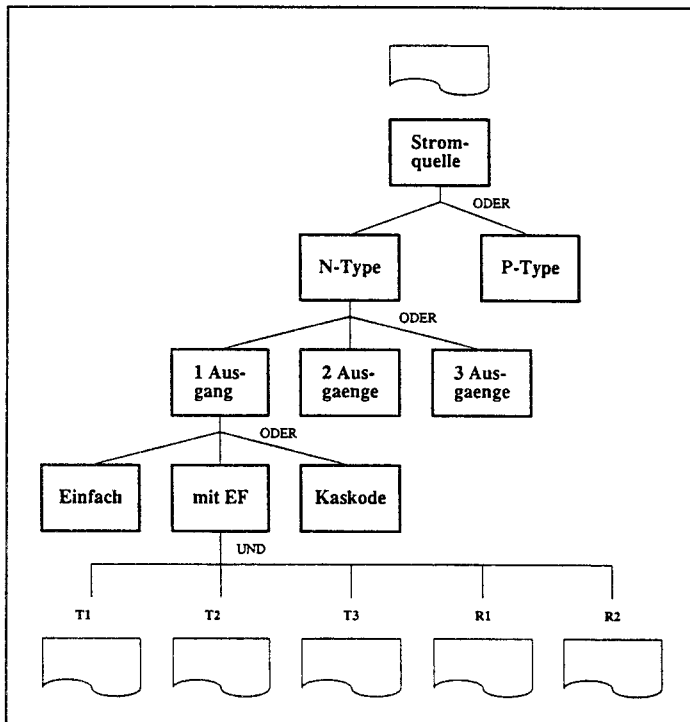 Strom-
quelle
ODER
N-Type
P-Type
ODER
1 Aus-
gang
2 Aus-
gaenge
3 Aus-
gaenge
ODER
Einfach
mit EF
Kaskode
UND
T1
T2
T3
R1
R2